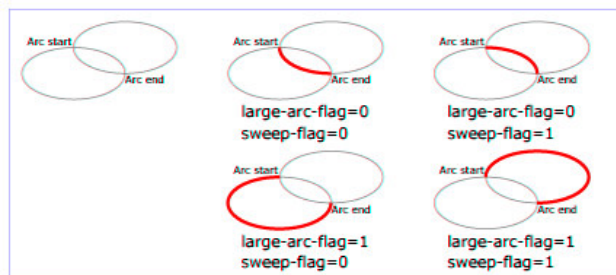 Arc start
Arc end
Arc start
Arc end
large-arc-flag=0
sweep-flag=0
Arc start
Arc end
large-arc-flag=0
sweep-flag=1
Arc start
Arc end
large-arc-flag=1
sweep-flag=0
Arc start
Arc end
large-arc-flag=1
sweep-flag=1